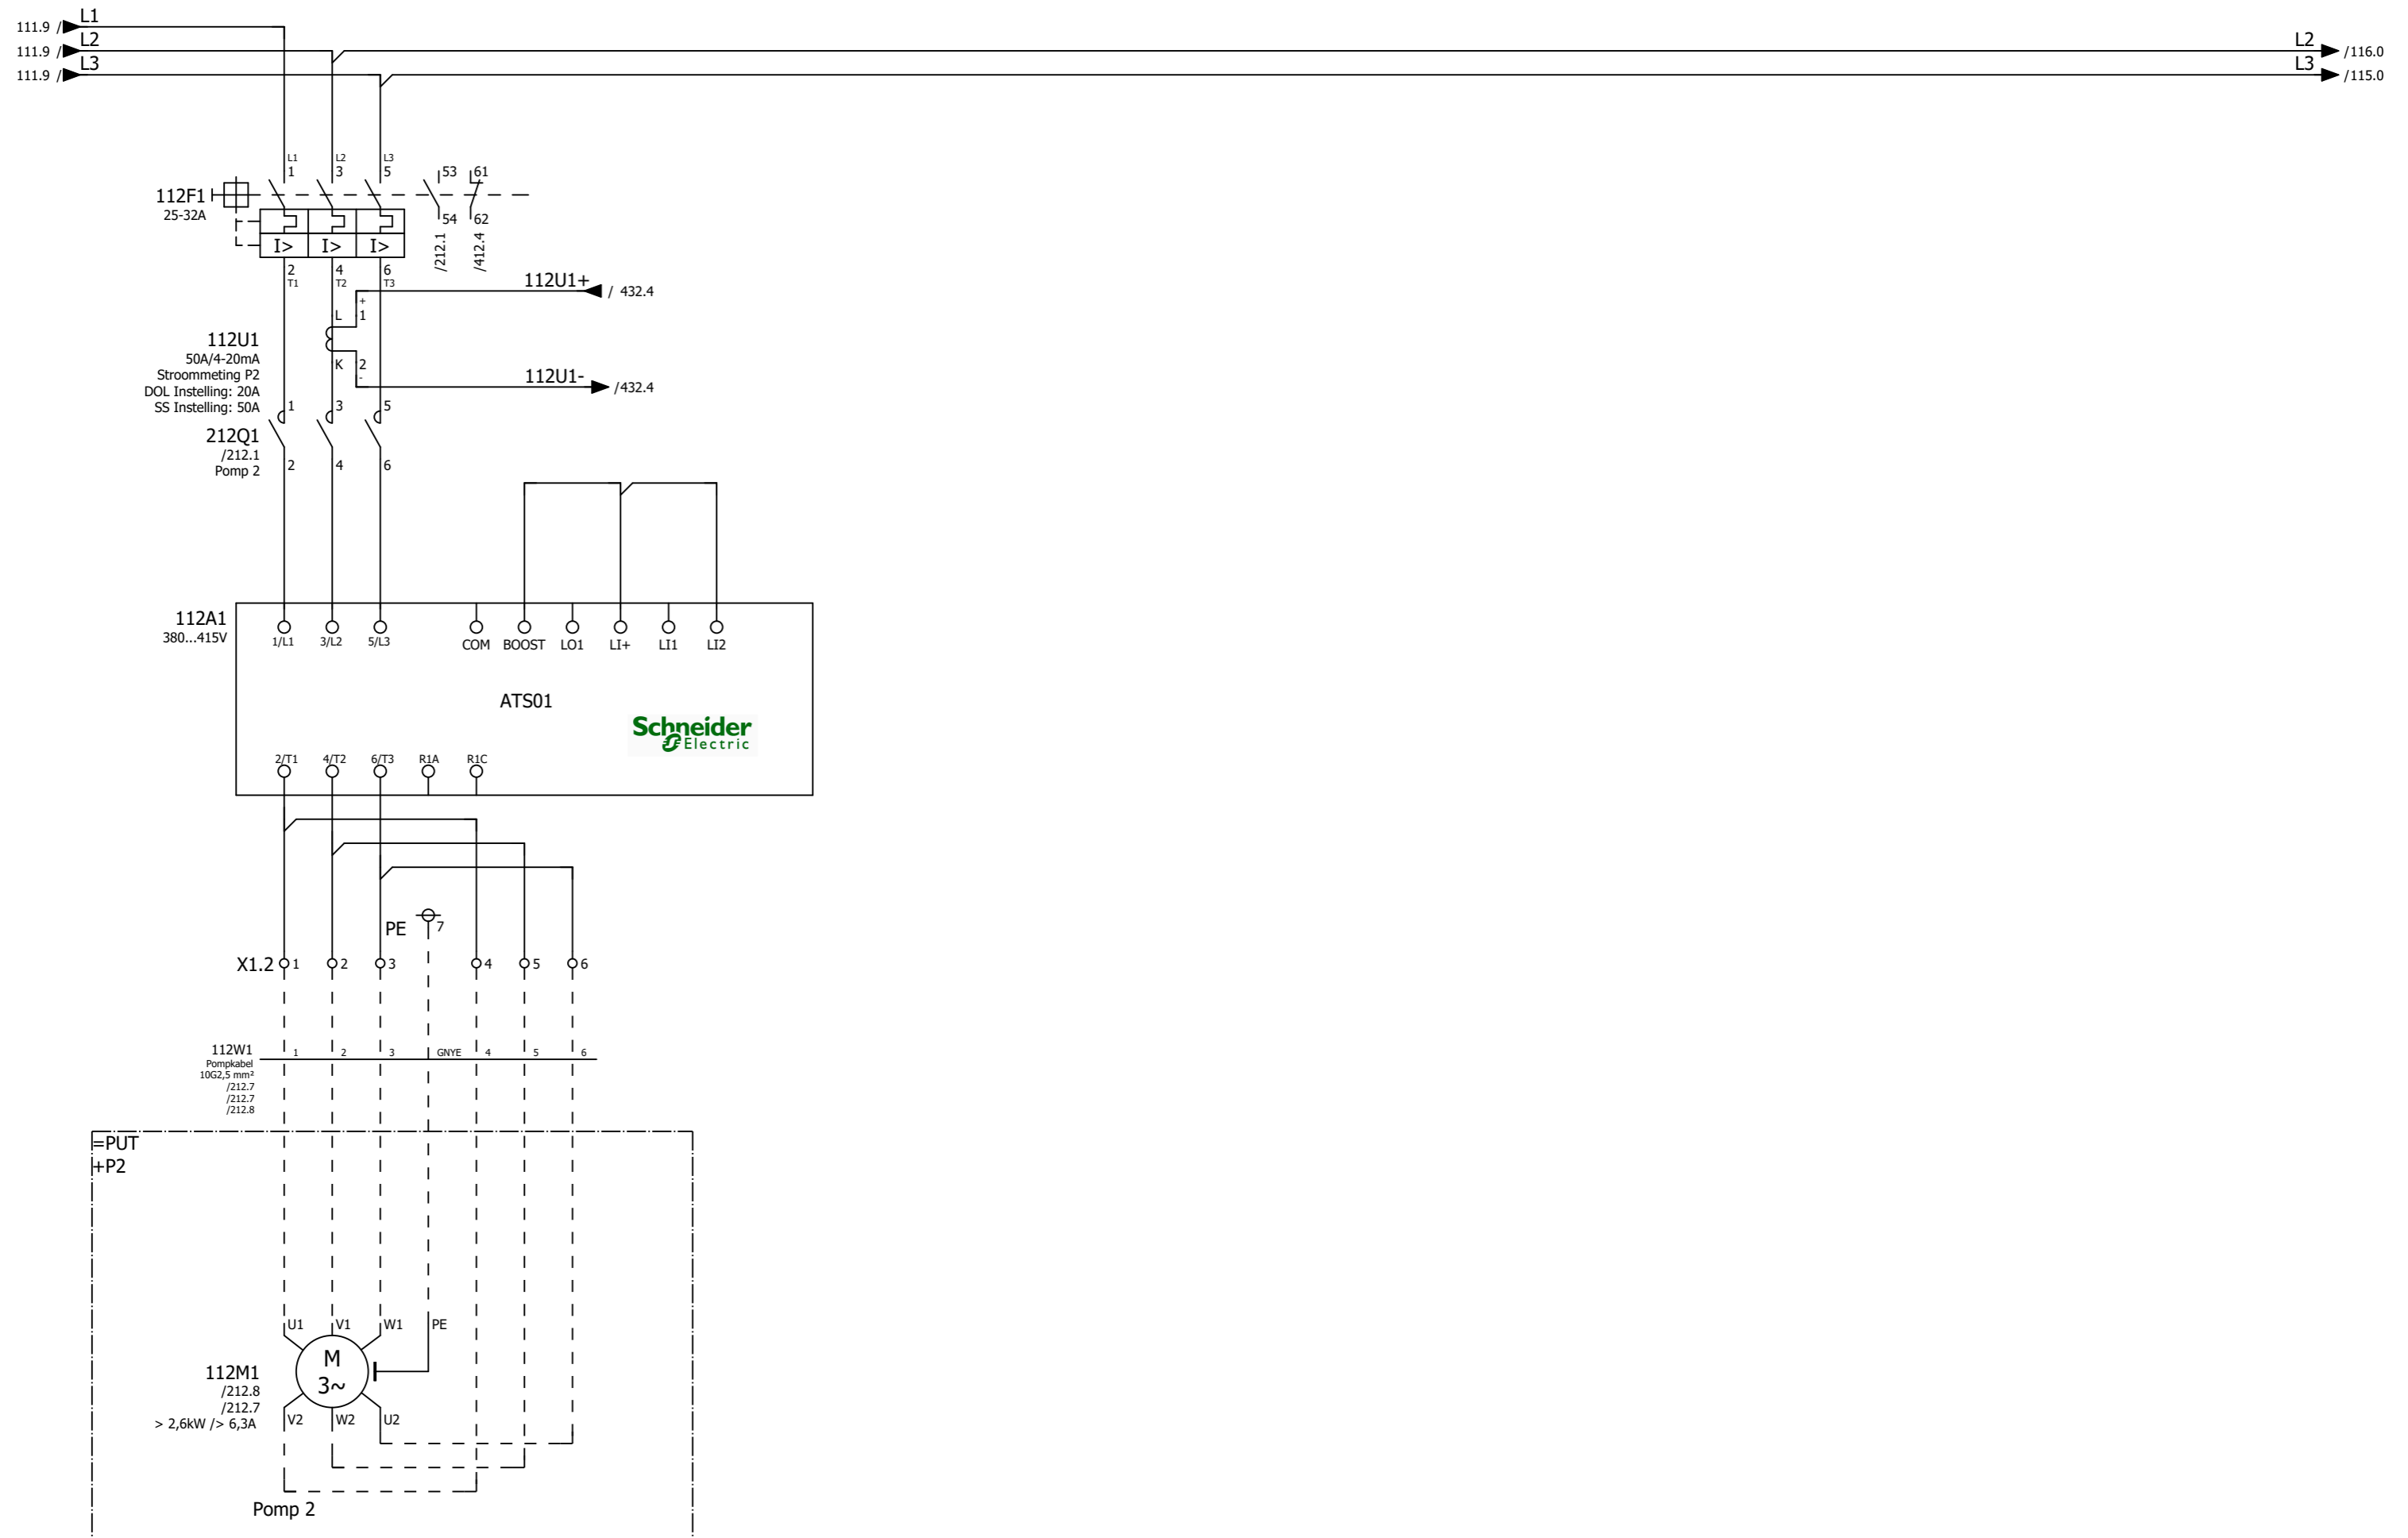 111.9 / L1
111.9 / L2
L2 /116.0
111.9 / L3
L3 /115.0
L1 L2 L3
1 3 5 53 61
112F1
25-32A
54 62
/212.1 /412.4
I> I> I>
2 4 6
T1 T2 T3
112U1+ / 432.4
+
L 1
112U1
50A/4-20mA
Stroommeting P2
DOL Instelling: 20A
SS Instelling: 50A
K 2
-
112U1- /432.4
1 3 5
212Q1
/212.1
Pomp 2
2 4 6
112A1
380...415V
1/L1 3/L2 5/L3 COM BOOST LO1 LI+ LI1 LI2
ATS01
Schneider
Electric
2/T1 4/T2 6/T3 R1A R1C
PE 7
X1.2 1 2 3 4 5 6
112W1 1 2 3 GNYE 4 5 6
Pompkabel
10G2,5 mm²
/212.7
/212.7
/212.8
=PUT
+P2
U1 V1 W1 PE
M
3~
112M1
/212.8
/212.7
> 2,6kW /> 6,3A
V2 W2 U2
Pomp 2